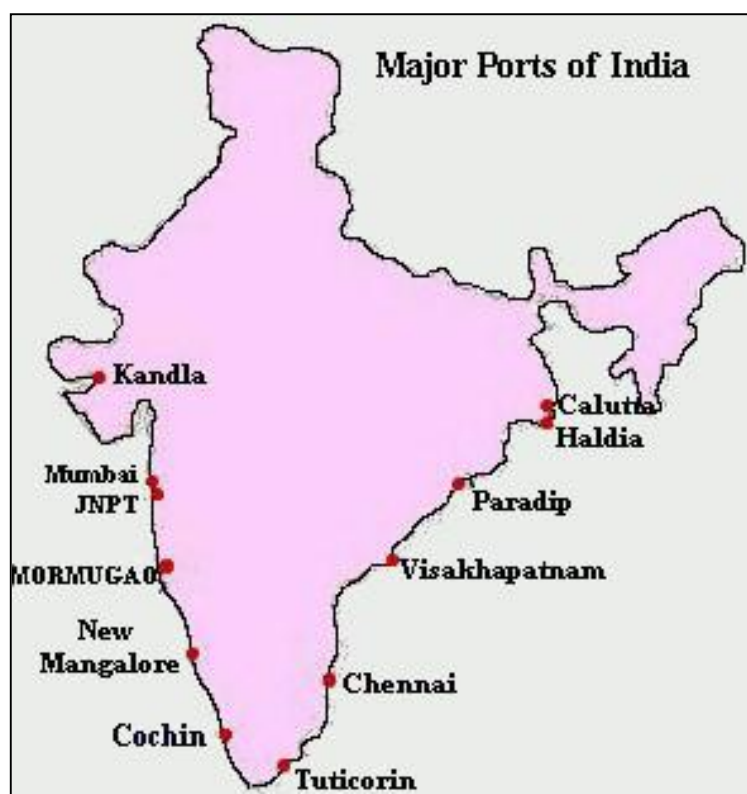 Major Ports of India
Kandla
Calutta
Haldia
Mumbai
JNPT
Paradip
MORMUGAO
Visakhapatnam
New
Mangalore
Chennai
Cochin
Tuticorin